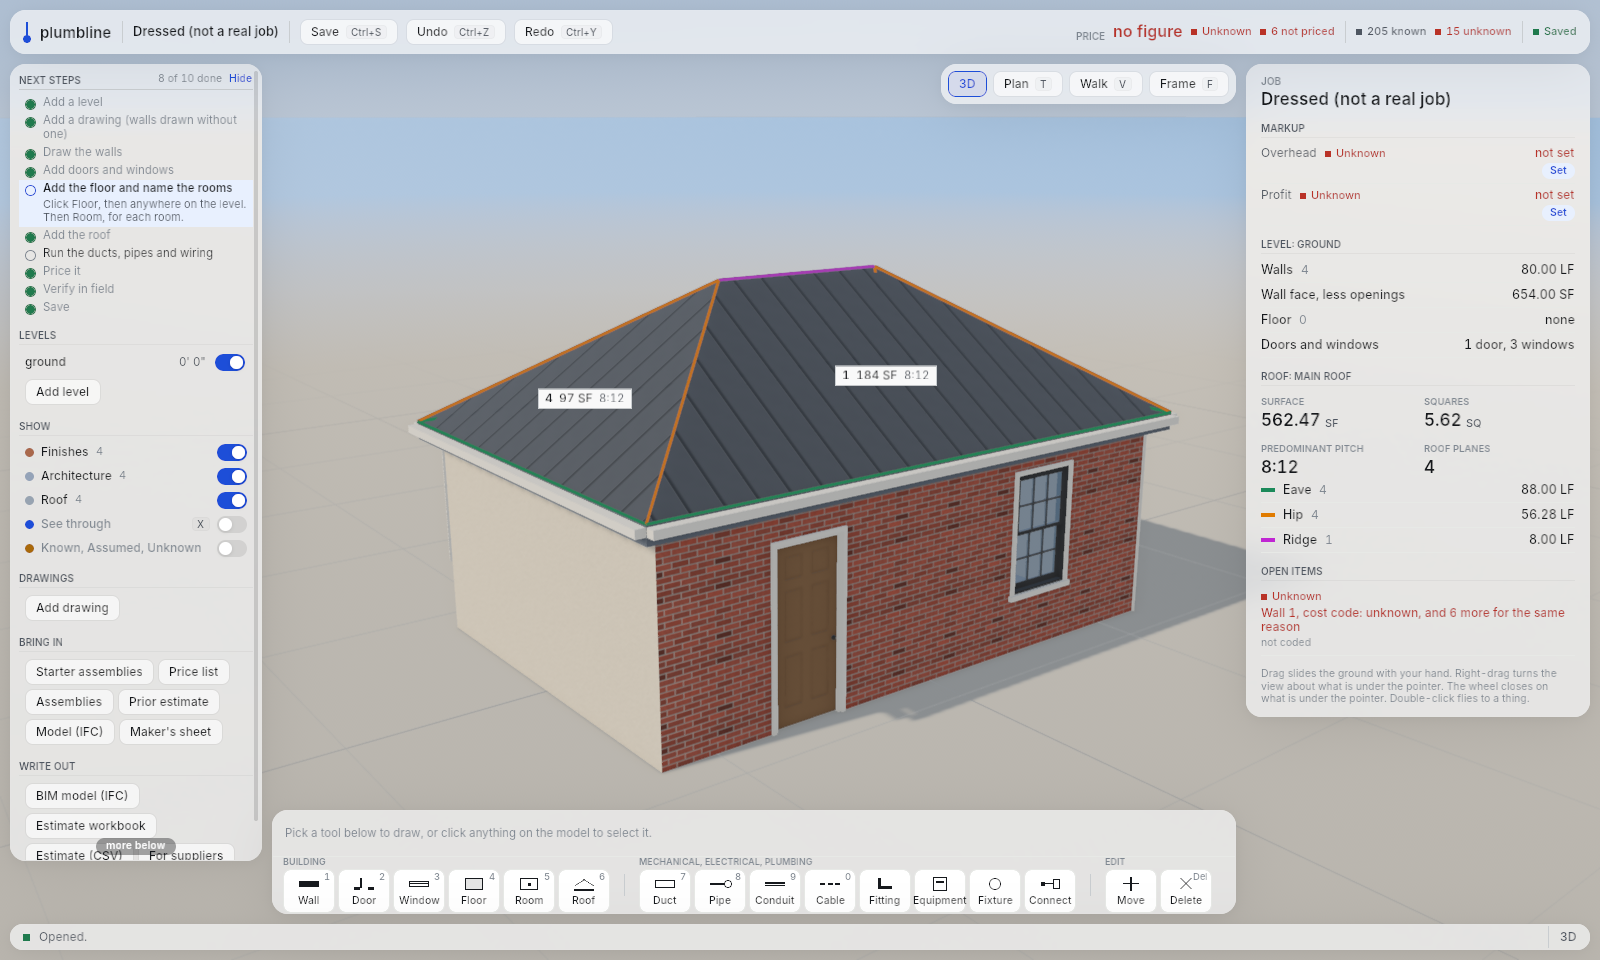 plumbline
Dressed (not a real job)
Save Ctrl+S
Undo Ctrl+Z
Redo Ctrl+Y
PRICE no figure Unknown 6 not priced 205 known 15 unknown Saved
NEXT STEPS 8 of 10 done Hide
Add a level
Add a drawing (walls drawn without
one)
Draw the walls
Add doors and windows
Add the floor and name the rooms
Click Floor, then anywhere on the level.
Then Room, for each room.
Add the roof
Run the ducts, pipes and wiring
Price it
Verify in field
Save
LEVELS
ground 0' 0"
Add level
SHOW
Finishes 4
Architecture 4
Roof 4
See through X
Known, Assumed, Unknown
DRAWINGS
Add drawing
BRING IN
Starter assemblies Price list
Assemblies Prior estimate
Model (IFC) Maker's sheet
WRITE OUT
BIM model (IFC)
Estimate workbook
more below
Estimate (CSV) For suppliers
3D Plan T Walk V Frame F
4 97 SF 8:12
1 184 SF 8:12
JOB
Dressed (not a real job)
MARKUP
Overhead Unknown not set
Set
Profit Unknown not set
Set
LEVEL: GROUND
Walls 4 80.00 LF
Wall face, less openings 654.00 SF
Floor 0 none
Doors and windows 1 door, 3 windows
ROOF: MAIN ROOF
SURFACE SQUARES
562.47 SF 5.62 SQ
PREDOMINANT PITCH ROOF PLANES
8:12 4
Eave 4 88.00 LF
Hip 4 56.28 LF
Ridge 1 8.00 LF
OPEN ITEMS
Unknown
Wall 1, cost code: unknown, and 6 more for the same
reason
not coded
Drag slides the ground with your hand. Right-drag turns the
view about what is under the pointer. The wheel closes on
what is under the pointer. Double-click flies to a thing.
Pick a tool below to draw, or click anything on the model to select it.
BUILDING MECHANICAL, ELECTRICAL, PLUMBING EDIT
1 2 3 4 5 6 7 8 9 0 Del
Wall Door Window Floor Room Roof Duct Pipe Conduit Cable Fitting Equipment Fixture Connect Move Delete
Opened. 3D